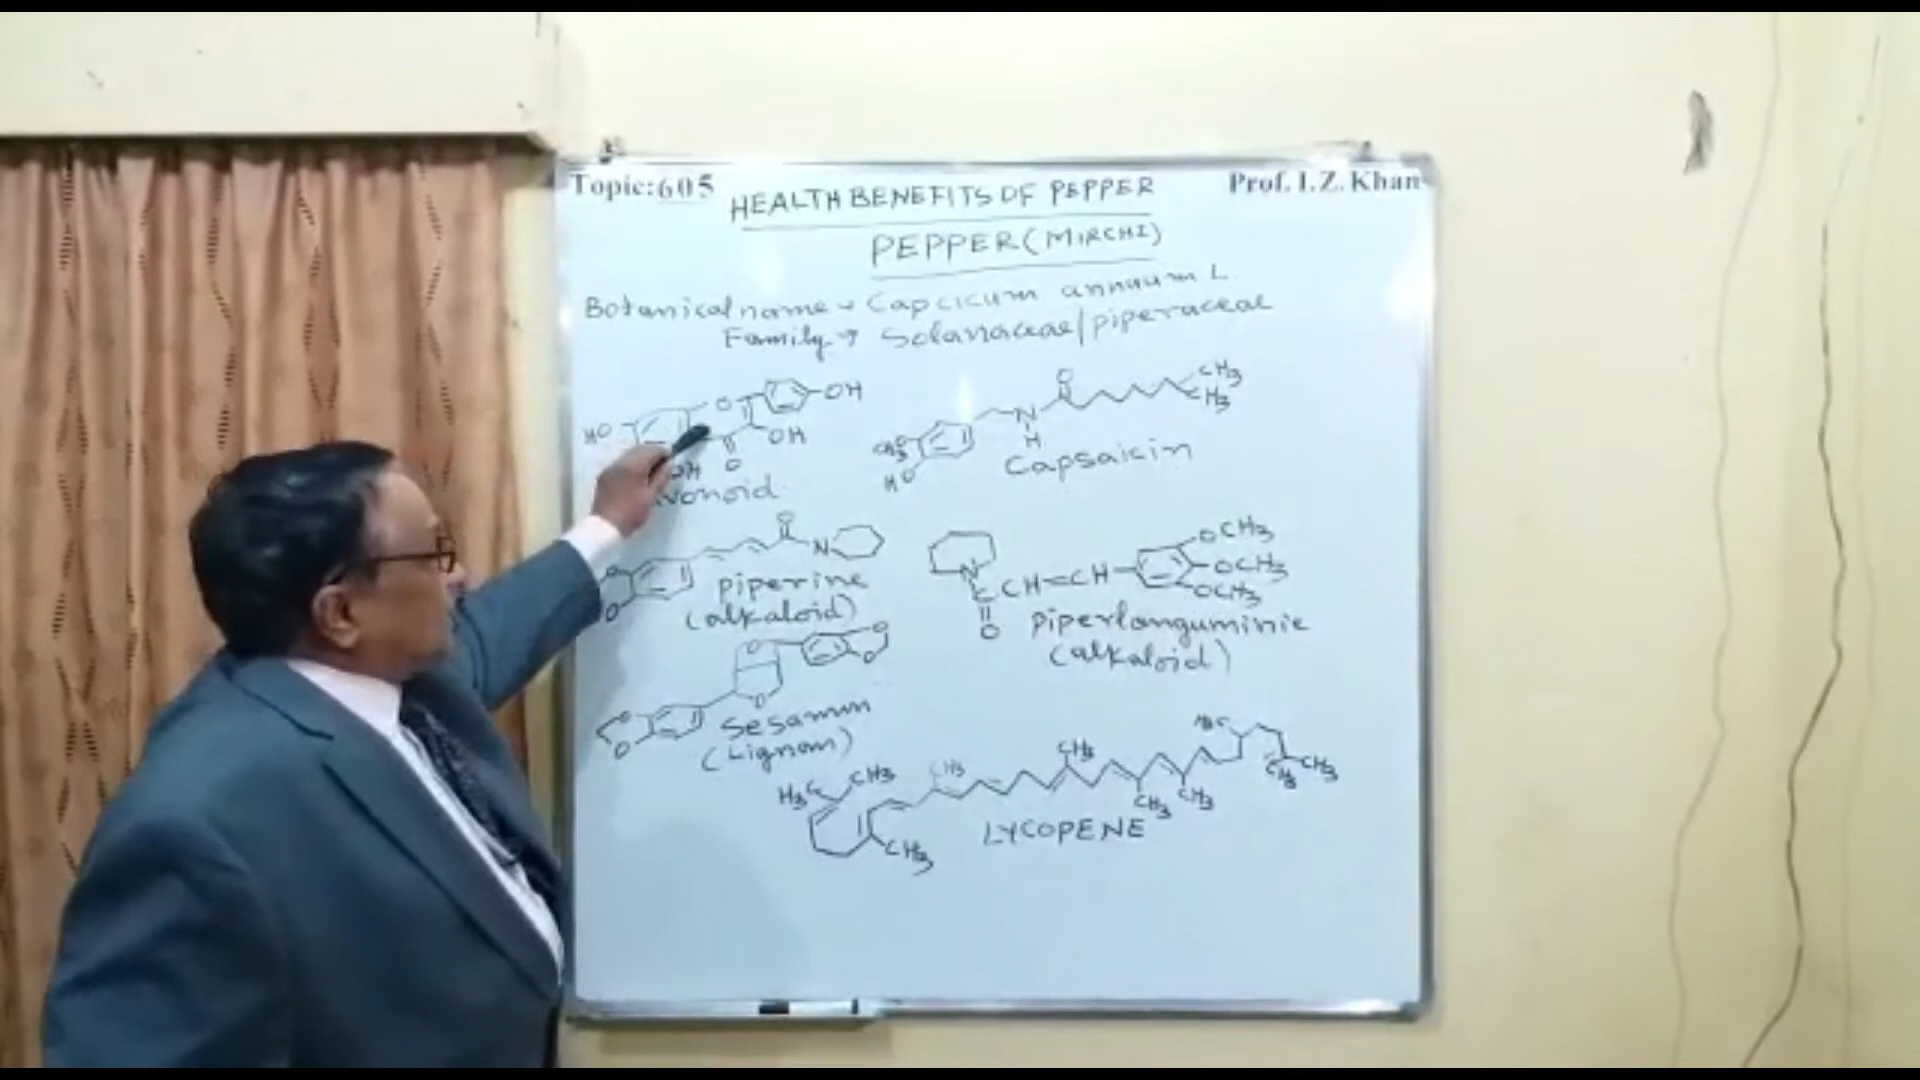 Topic:605
Prof. I.Z. Khan
HEALTH BENEFITS OF PEPPER
PEPPER (MIRCHI)
Botanical name → Capcicum annuum L.
Family → Solanaceae/piperaceae
HO O OH
OH
OH O
vonoid
O
N
H
CH3
CH3
HO
Capsaicin
O
N
O
O
piperine
(alkaloid)
N
C CH=CH
O
OCH3
OCH3
OCH3
(alkaloid)
O
O
O
O
O
O
(Lignan)
H3C CH3
CH3
CH3
CH3
CH3
CH3
CH3
CH3
LYCOPENE